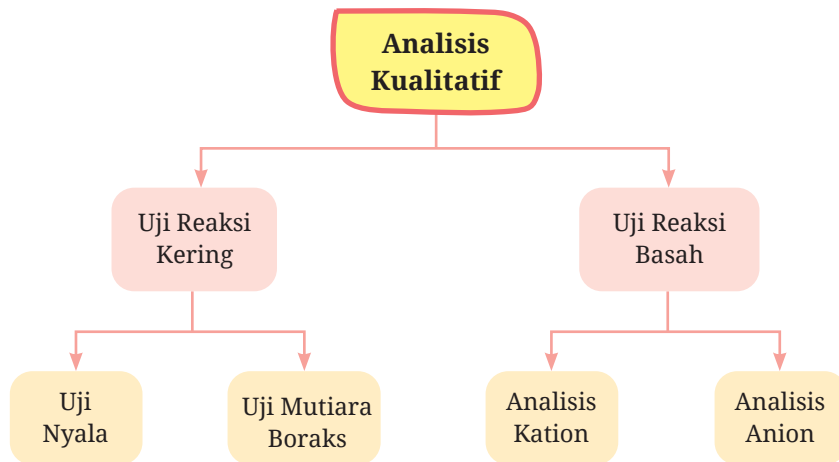 Analisis
Kualitatif
Uji Reaksi
Kering
Uji Reaksi
Basah
Uji
Nyala
Uji Mutiara
Boraks
Analisis
Kation
Analisis
Anion